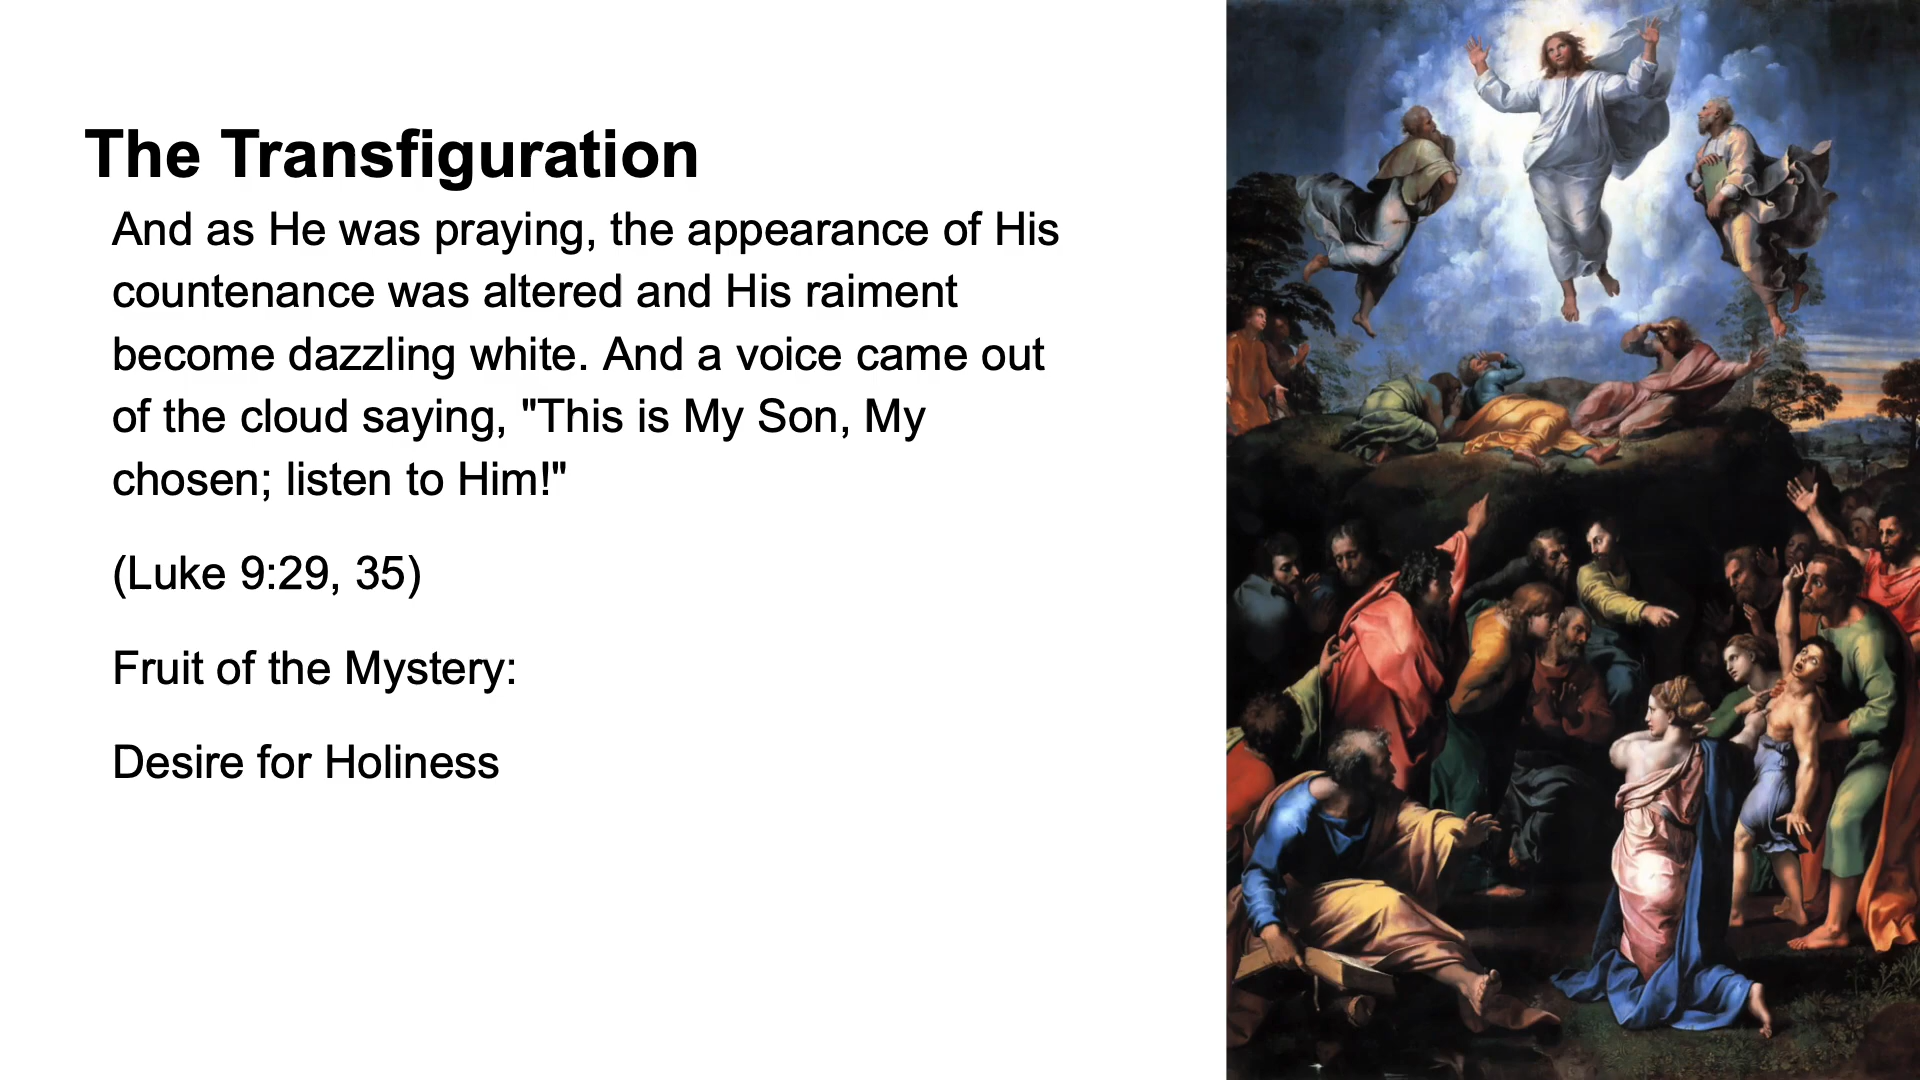 The Transfiguration
And as He was praying, the appearance of His
countenance was altered and His raiment
become dazzling white. And a voice came out
of the cloud saying, "This is My Son, My
chosen; listen to Him!"
(Luke 9:29, 35)
Fruit of the Mystery:
Desire for Holiness